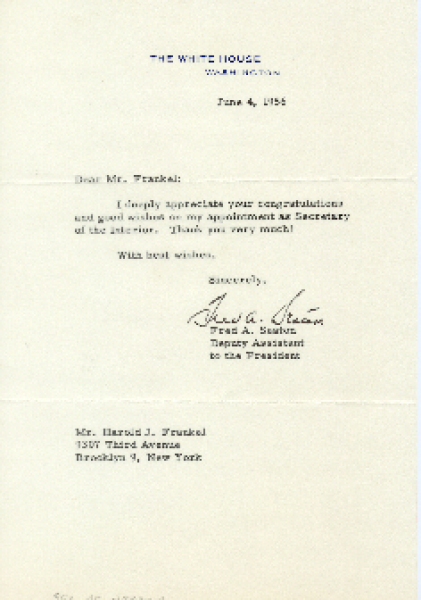 THE WHITE HOUSE
WASHINGTON
June 4, 1956
Dear Mr. Frankel:
I deeply appreciate your congratulations
and good wishes on my appointment as Secretary
of the Interior. Thank you very much!
With best wishes,
Sincerely,
Fred A. Seaton
Fred A. Seaton
Deputy Assistant
to the President
Mr. Harold J. Frankel
Third Avenue
Brooklyn 9, New York